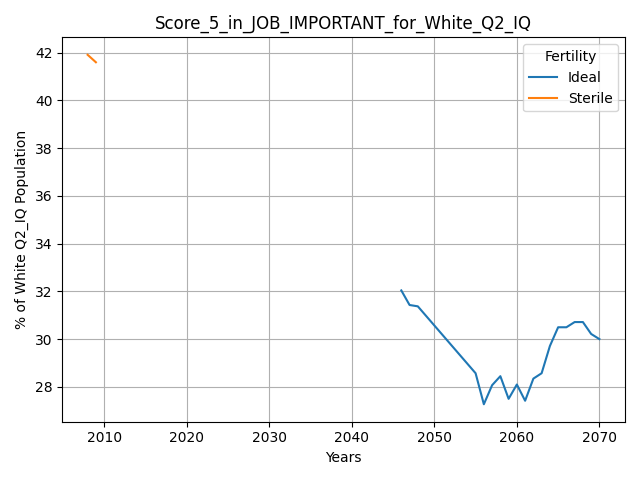 Score_5_in_JOB_IMPORTANT_for_White_Q2_IQ
% of White Q2_IQ Population
42
40
38
36
34
32
30
28
Fertility
Ideal
Sterile
2010 2020 2030 2040 2050 2060 2070
Years